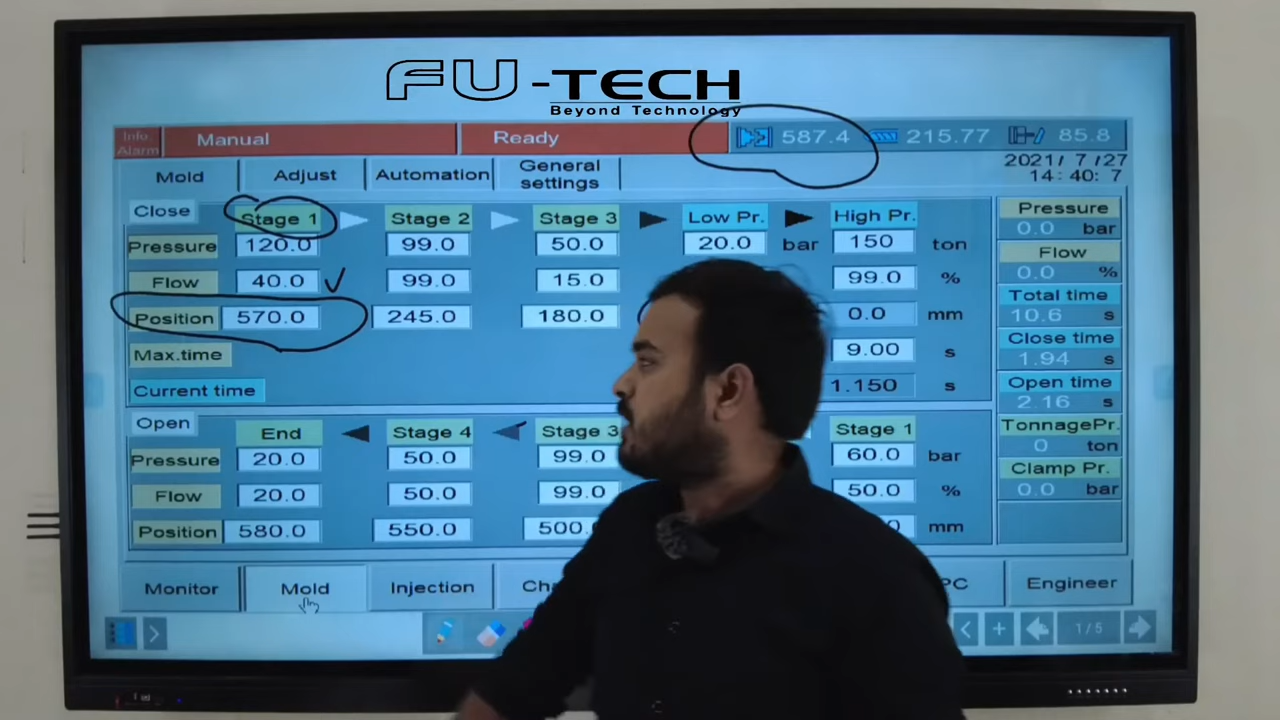 FU-TECH
Beyond Technology
Info. Alarm Manual Ready 587.4 215.77 85.8
Mold Adjust Automation General settings 2021/ 7/27 14:40: 7
Close Stage 1 Stage 2 Stage 3 Low Pr. High Pr. Pressure
Pressure 120.0 99.0 50.0 20.0 bar 150 ton 0.0 bar
Flow 40.0 99.0 15.0 99.0 % Flow 0.0 %
Position 570.0 245.0 180.0 0.0 mm Total time 10.6 s
Max.time 9.00 s Close time 1.94 s
Current time 1.150 s Open time 2.16 s
Open End Stage 4 Stage 3 Stage 1 TonnagePr.
Pressure 20.0 50.0 99.0 60.0 bar 0 ton
Flow 20.0 50.0 99.0 50.0 % Clamp Pr. 0.0 bar
Position 580.0 550.0 500. mm
Monitor Mold Injection Engineer
1/5